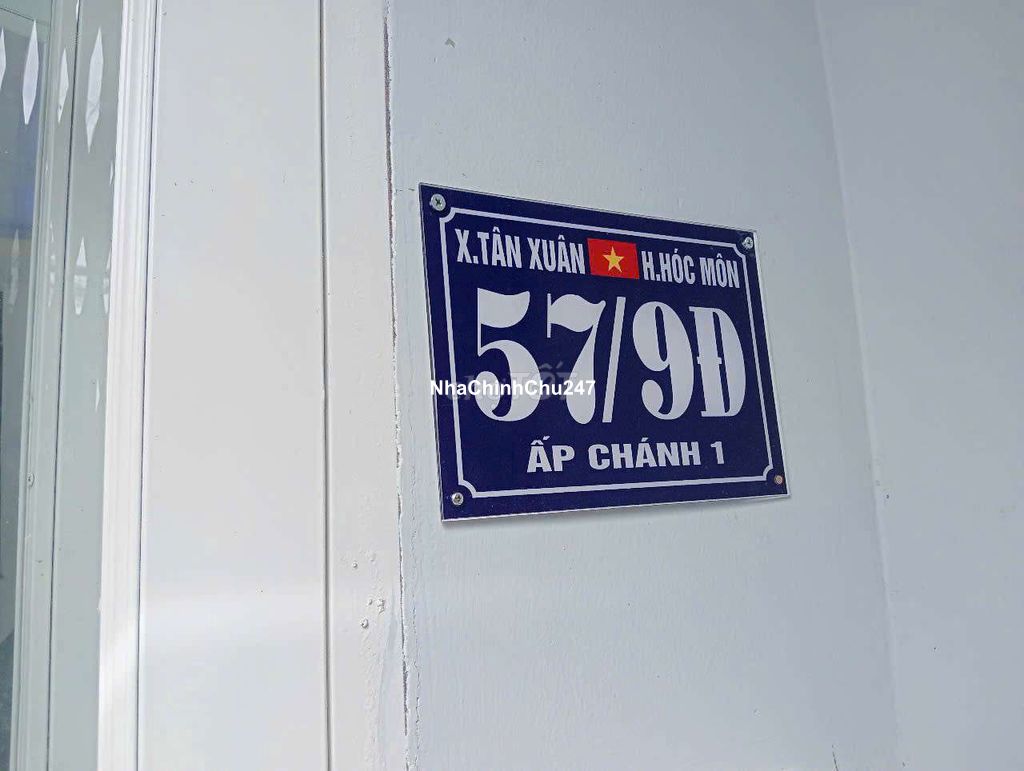 X.TÂN XUÂN H.HÓC MÔN
57/9Đ
NhaChinhChu247
ẤP CHÁNH 1